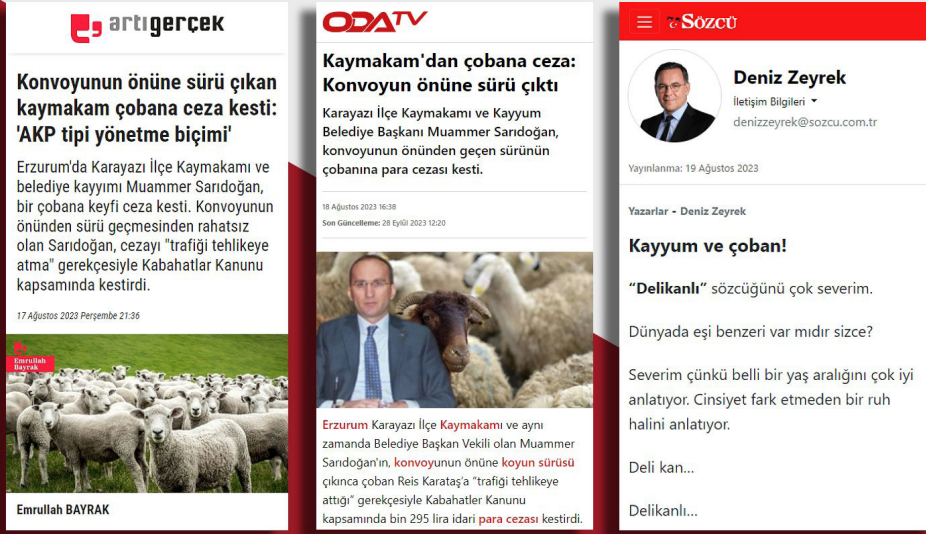 artıgerçek
Konvoyunun önüne sürü çıkan
kaymakam çobana ceza kesti:
'AKP tipi yönetme biçimi'
Erzurum'da Karayazı İlçe Kaymakamı ve
belediye kayyımı Muammer Sarıdoğan,
bir çobana keyfi ceza kesti. Konvoyunun
önünden sürü geçmesinden rahatsız
olan Sarıdoğan, cezayı "trafiği tehlikeye
atma" gerekçesiyle Kabahatlar Kanunu
kapsamında kestirdi.
17 Ağustos 2023 Perşembe 21:36
Emrullah
Bayrak
Emrullah BAYRAK
ODATV
Kaymakam'dan çobana ceza:
Konvoyun önüne sürü çıktı
Karayazı İlçe Kaymakamı ve Kayyum
Belediye Başkanı Muammer Sarıdoğan,
konvoyunun önünden geçen sürünün
çobanına para cezası kesti.
18 Ağustos 2023 16:38
Son Güncelleme: 28 Eylül 2023 12:20
Erzurum Karayazı İlçe Kaymakamı ve aynı
zamanda Belediye Başkan Vekili olan Muammer
Sarıdoğan'ın, konvoyunun önüne koyun sürüsü
çıkınca çoban Reis Karataş'a "trafiği tehlikeye
attığı" gerekçesiyle Kabahatlar Kanunu
kapsamında bin 295 lira idari para cezası kestirdi.
SÖZCÜ
Deniz Zeyrek
İletişim Bilgileri
denizzeyrek@sozcu.com.tr
Yayınlanma: 19 Ağustos 2023
Yazarlar - Deniz Zeyrek
Kayyum ve çoban!
“Delikanlı” sözcüğünü çok severim.
Dünyada eşi benzeri var mıdır sizce?
Severim çünkü belli bir yaş aralığını çok iyi
anlatıyor. Cinsiyet fark etmeden bir ruh
halini anlatıyor.
Deli kan...
Delikanlı...